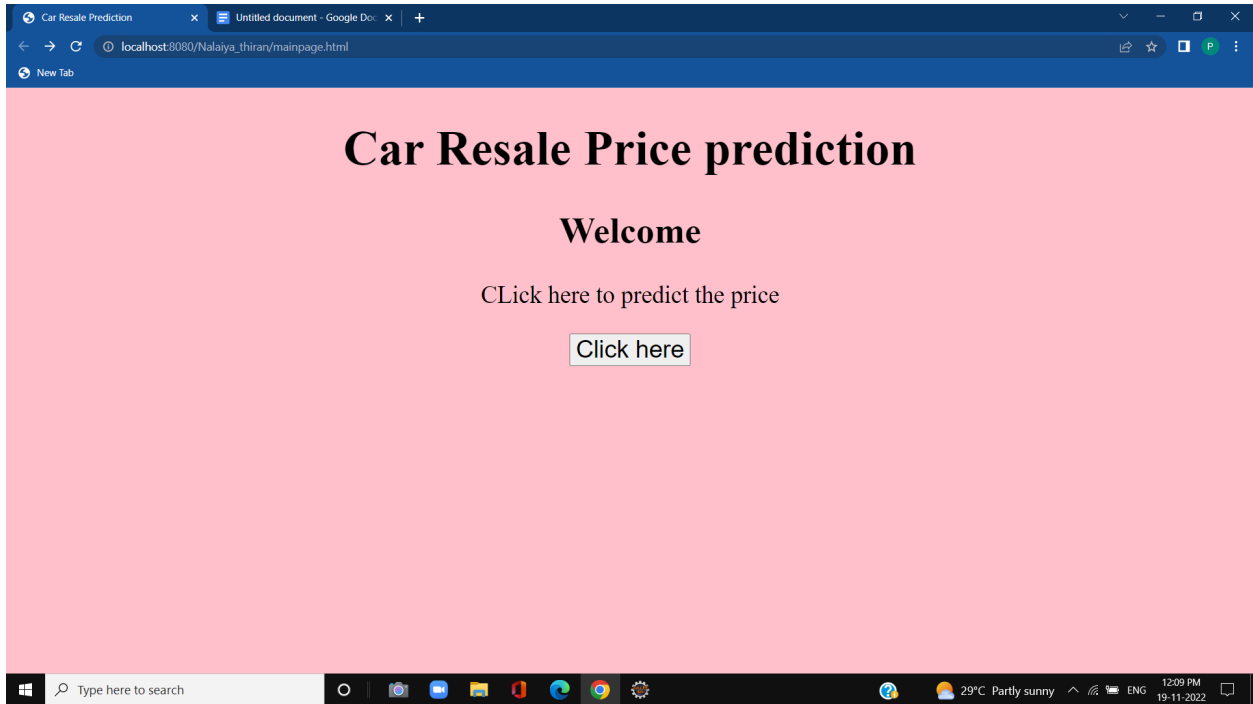 Car Resale Prediction
Untitled document - Google Doc
localhost:8080/Nalaiya_thiran/mainpage.html
P
New Tab
Car Resale Price prediction
Welcome
CLick here to predict the price
Click here
Type here to search
29°C Partly sunny
ENG
12:09 PM
19-11-2022